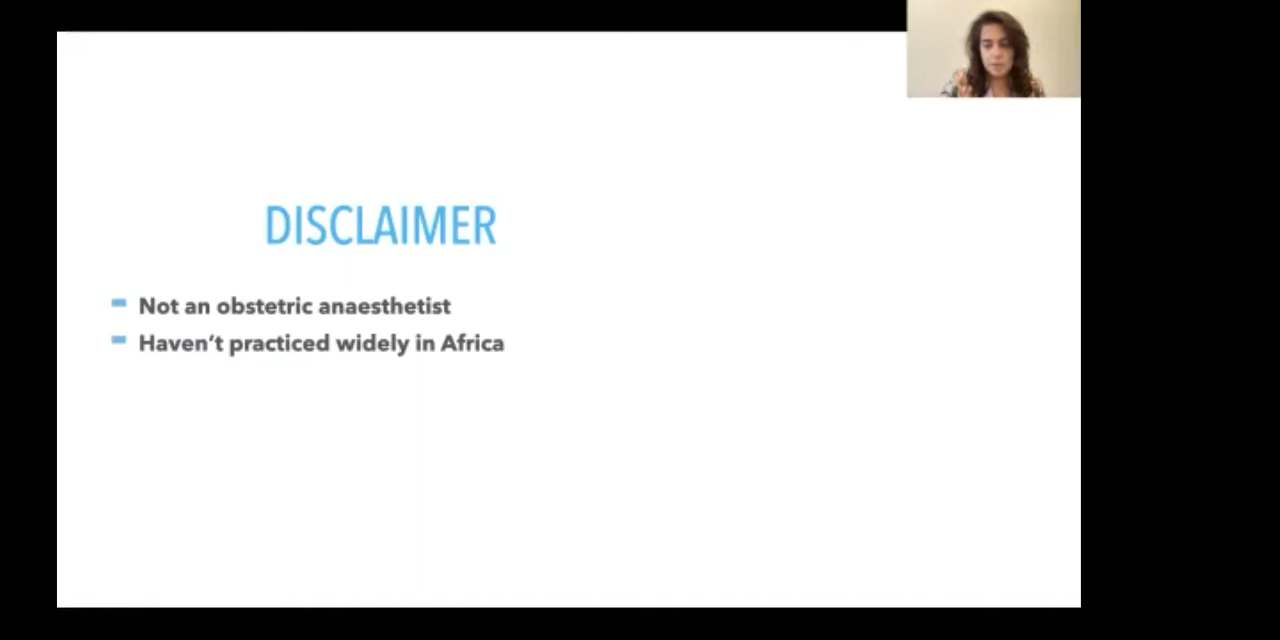 DISCLAIMER
Not an obstetric anaesthetist
Haven't practiced widely in Africa